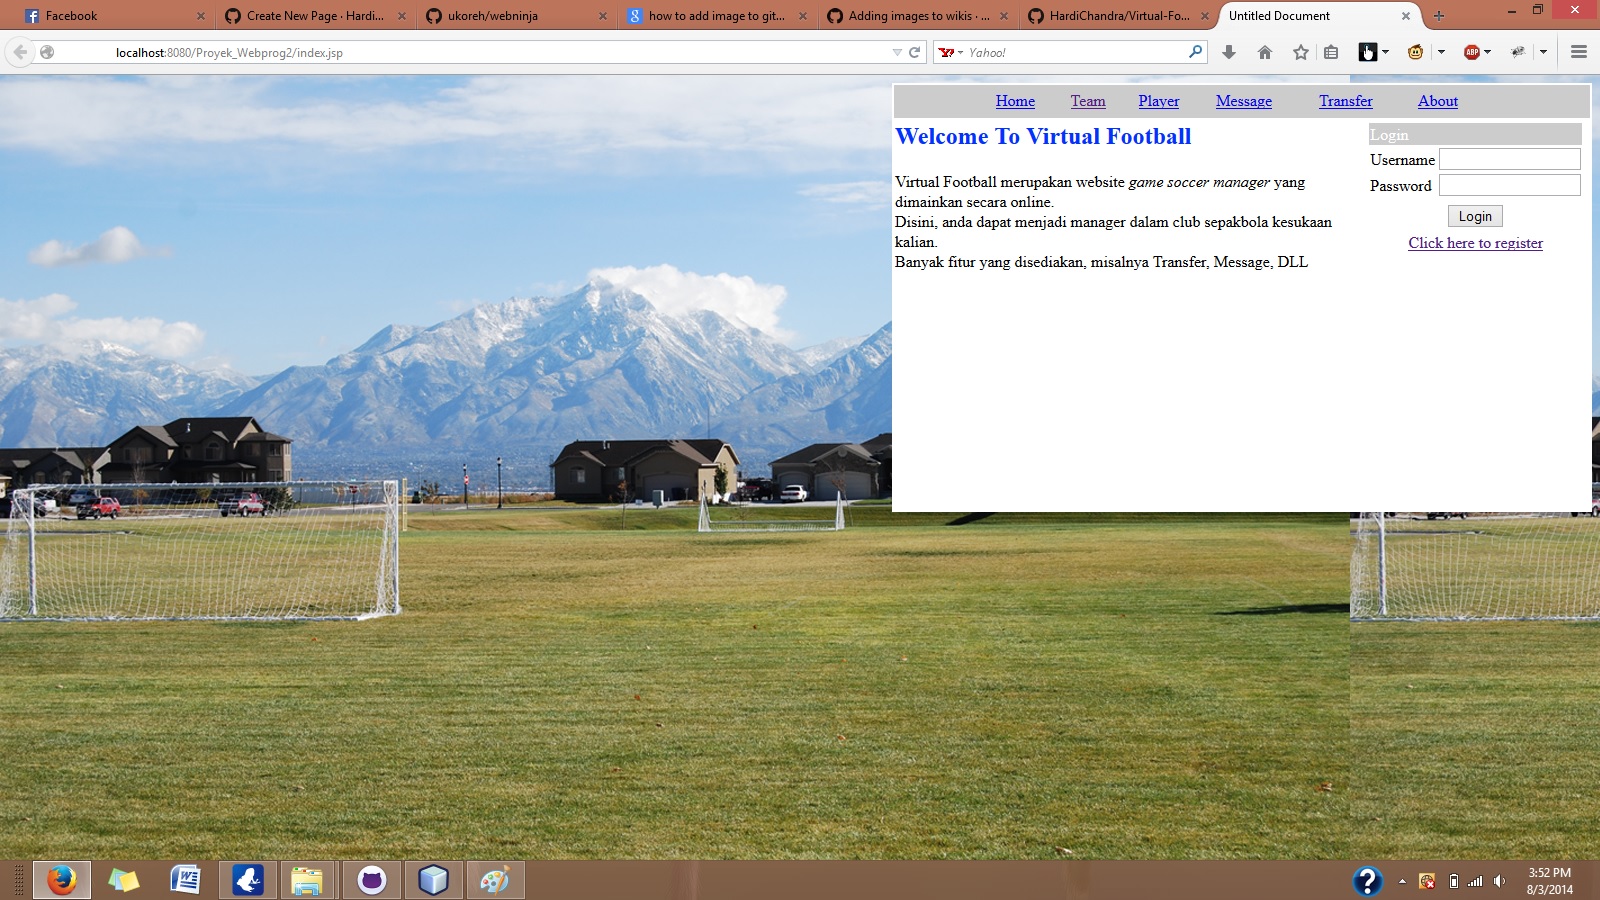 Facebook
Create New Page · Hardi...
ukoreh/webninja
how to add image to git...
Adding images to wikis · ...
HardiChandra/Virtual-Fo...
Untitled Document
localhost:8080/Proyek_Webprog2/index.jsp
Yahoo!
ABP
Home Team Player Message Transfer About
Welcome To Virtual Football
Virtual Football merupakan website game soccer manager yang
dimainkan secara online.
Disini, anda dapat menjadi manager dalam club sepakbola kesukaan
kalian.
Banyak fitur yang disediakan, misalnya Transfer, Message, DLL
Login
Username
Password
Login
Click here to register
3:52 PM
8/3/2014